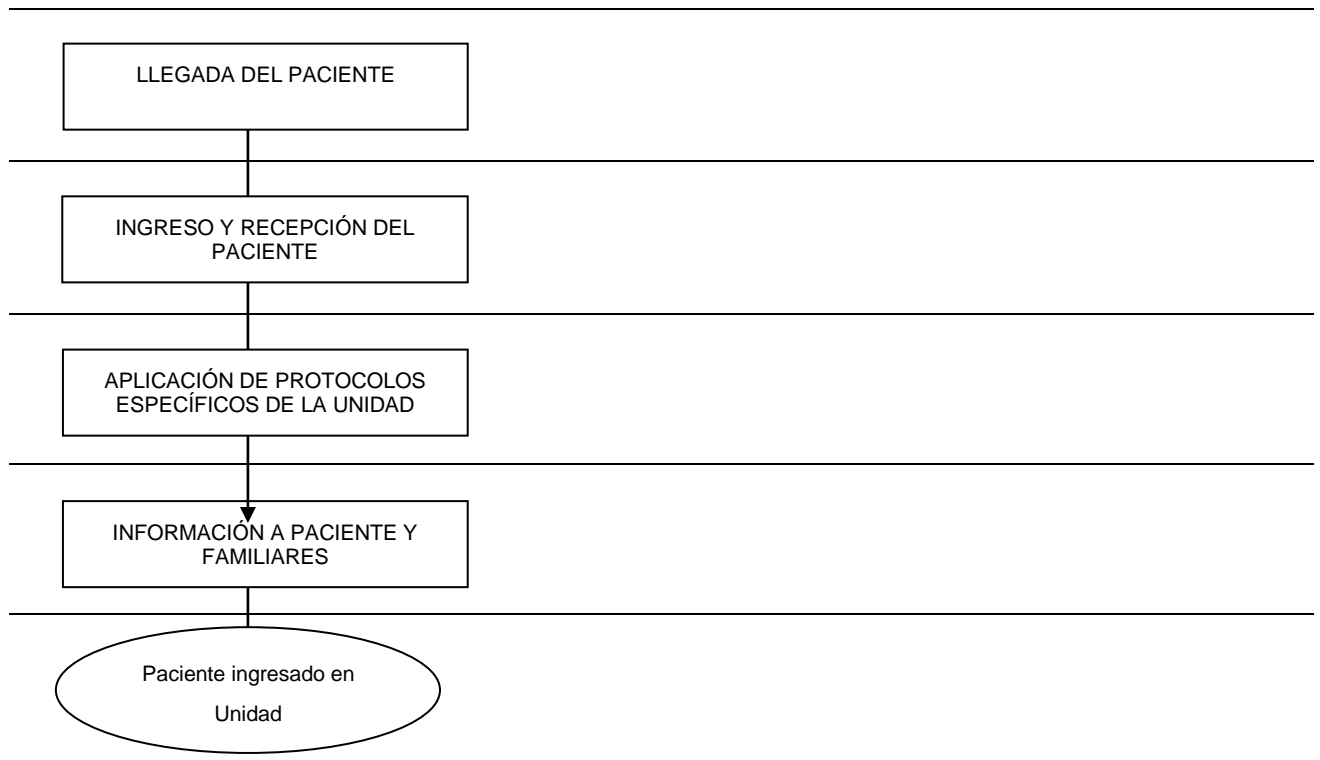 LLEGADA DEL PACIENTE
INGRESO Y RECEPCIÓN DEL
PACIENTE
APLICACIÓN DE PROTOCOLOS
ESPECÍFICOS DE LA UNIDAD
INFORMACIÓN A PACIENTE Y
FAMILIARES
Paciente ingresado en
Unidad